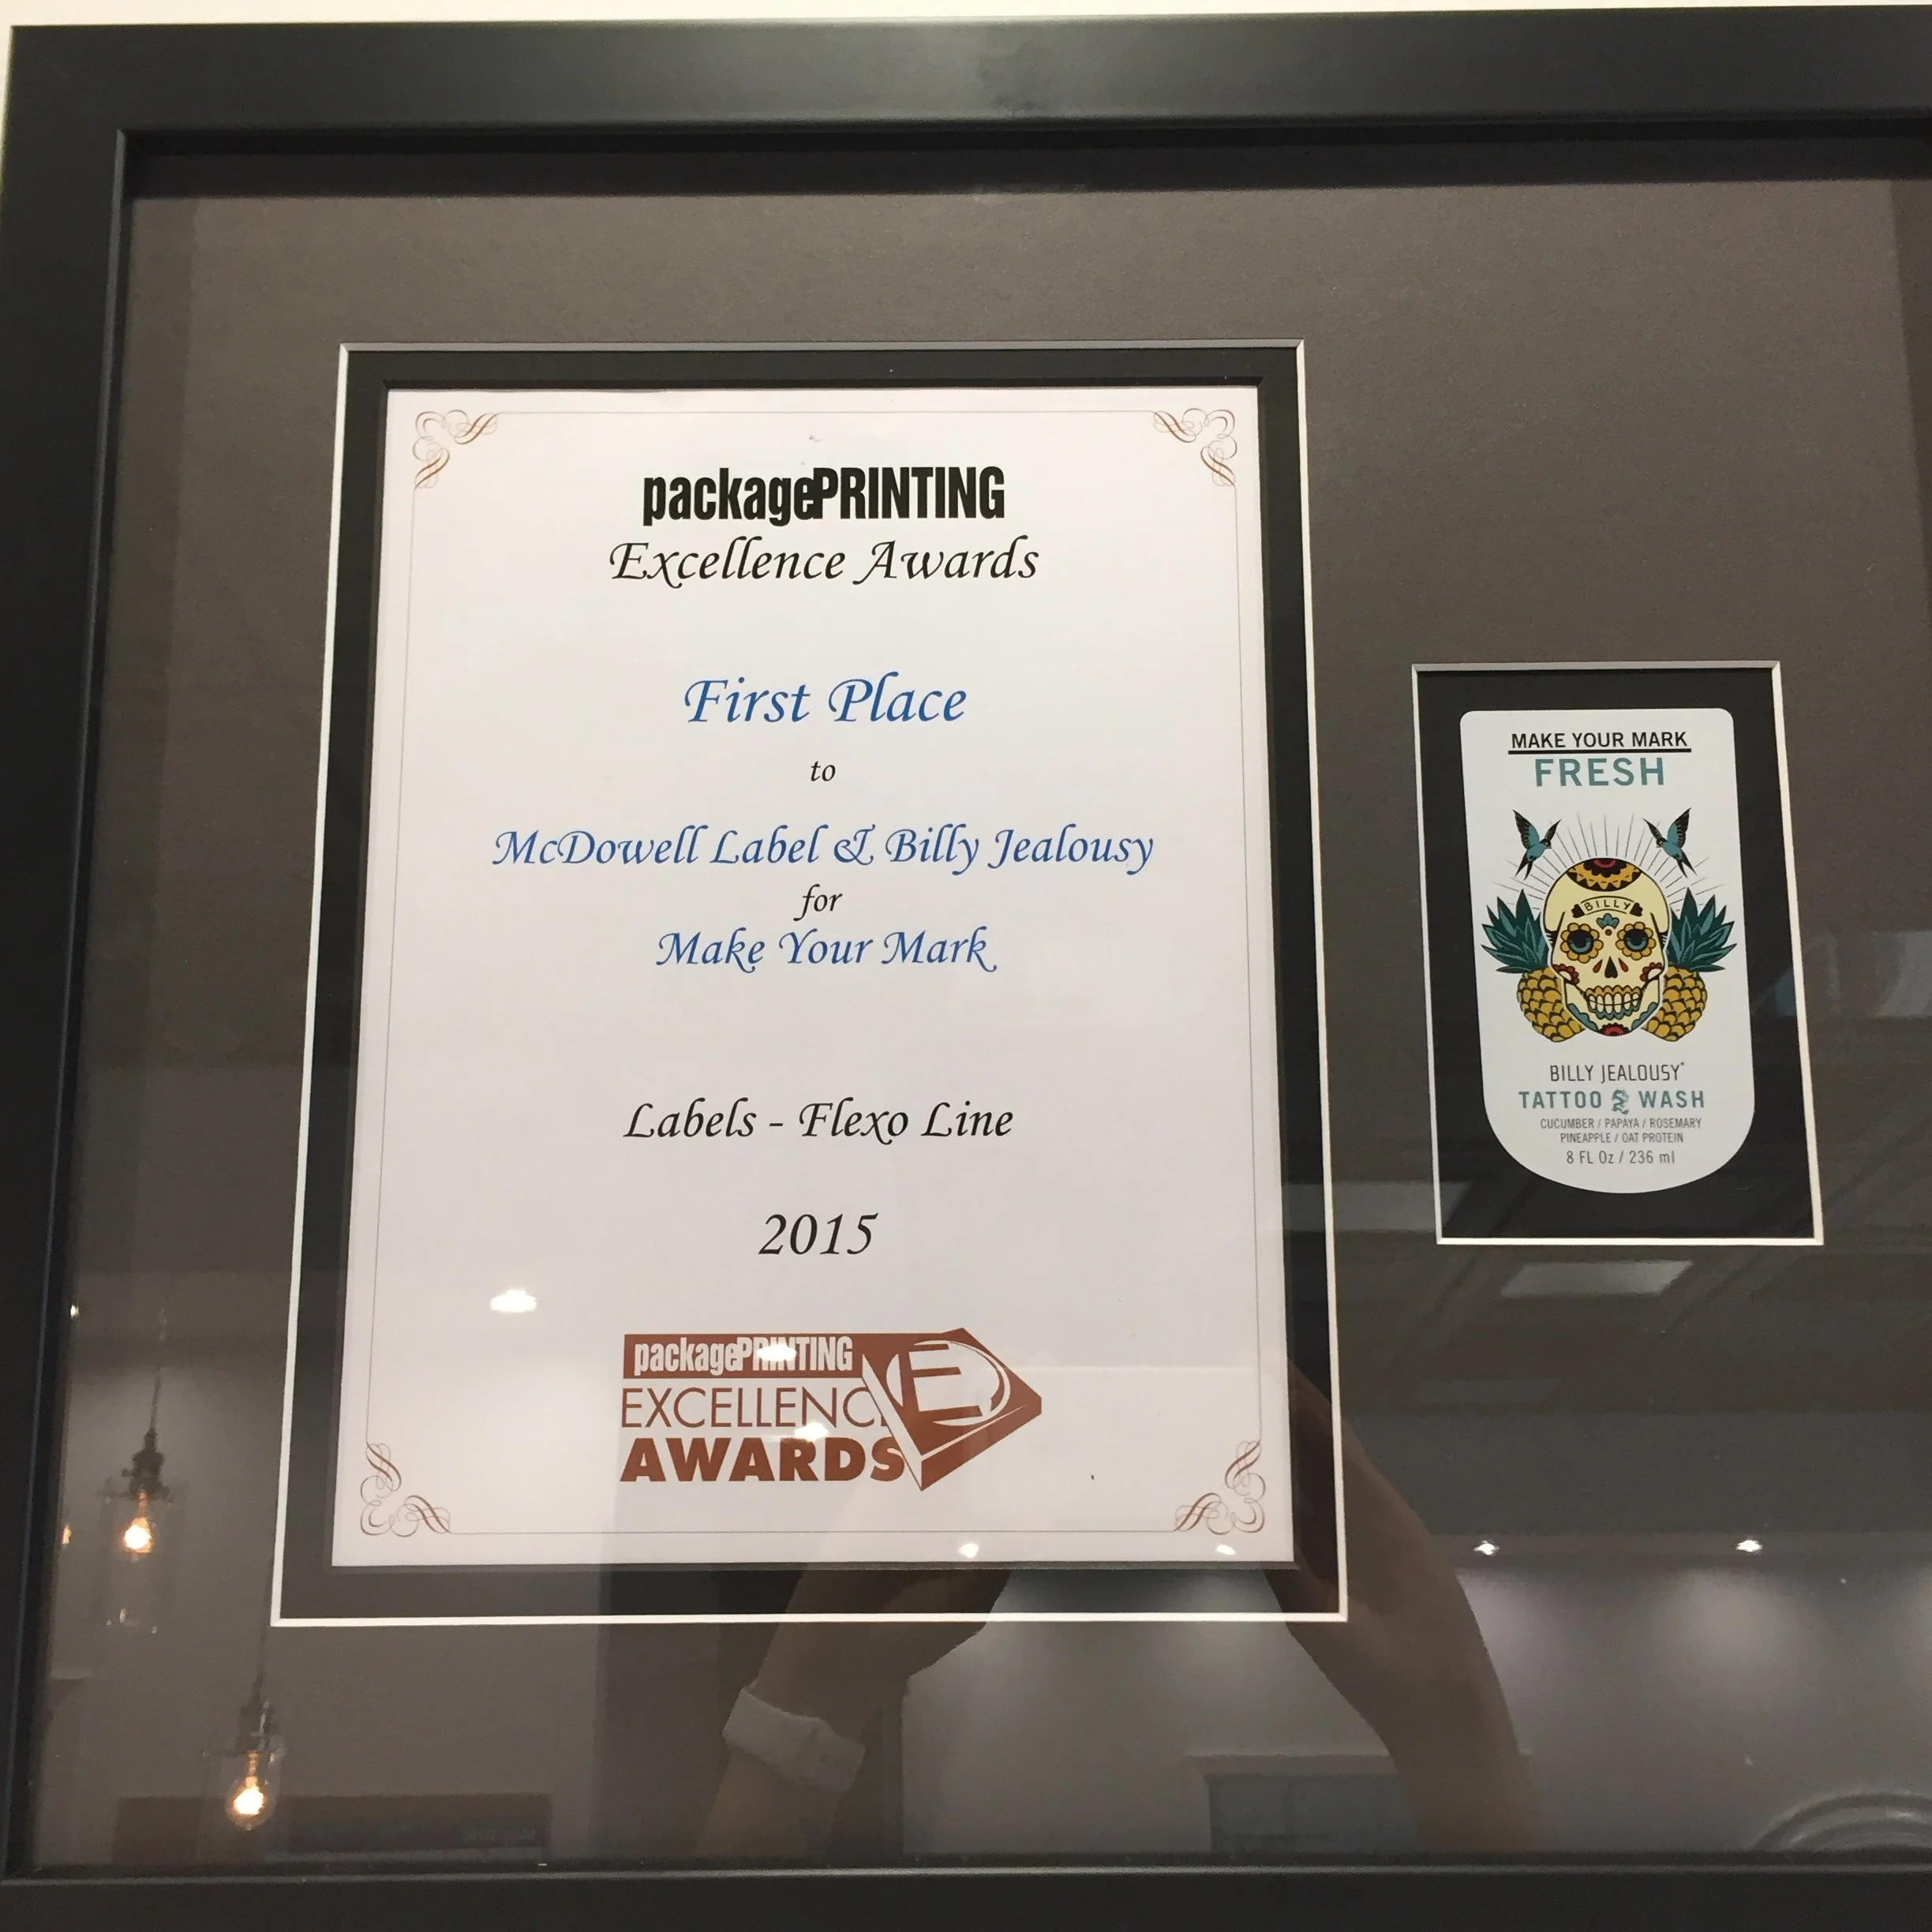 packagePRINTING
Excellence Awards
First Place
to
McDowell Label & Billy Jealousy
for
Make Your Mark
Labels - Flexo Line
2015
packagePRINTING
EXCELLENCE
AWARDS
E
MAKE YOUR MARK
FRESH
BILLY
BILLY JEALOUSY
TATTOO & WASH
CUCUMBER / PAPAYA / ROSEMARY
PINEAPPLE / OAT PROTEIN
8 FL Oz / 236 ml